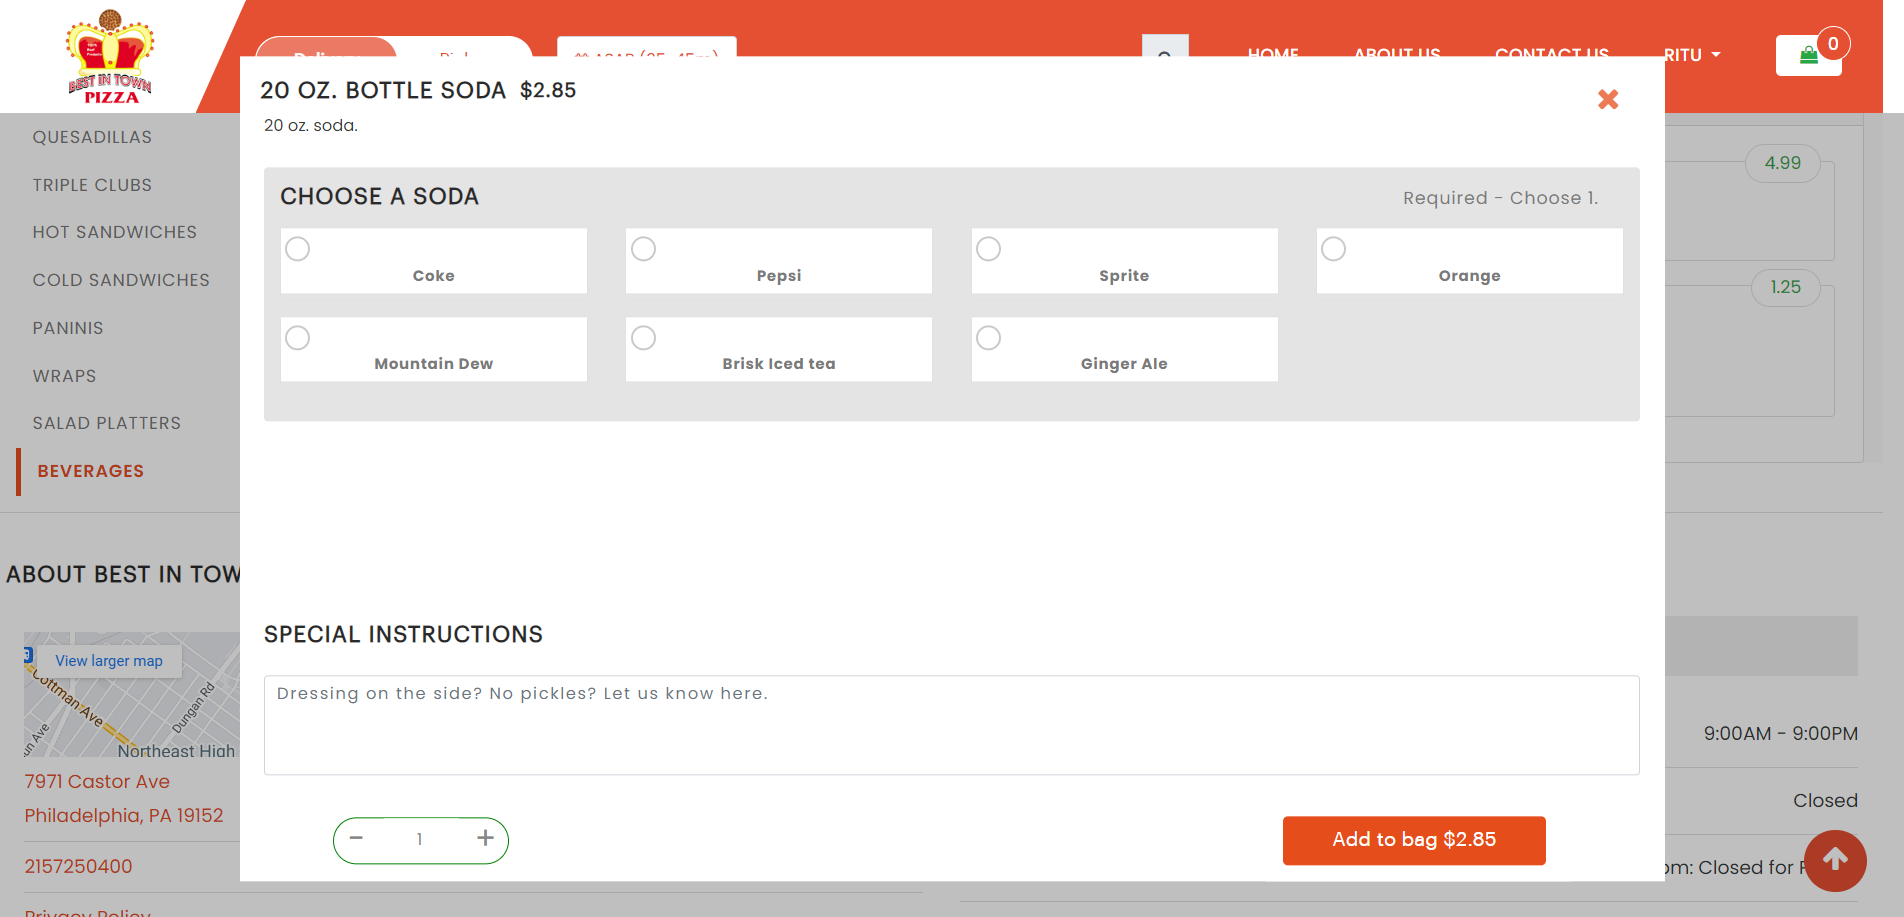 BEST IN TOWN
PIZZA
HOME
ABOUT US
CONTACT US
RITU
0
20 OZ. BOTTLE SODA $2.85
20 oz. soda.
QUESADILLAS
TRIPLE CLUBS
HOT SANDWICHES
COLD SANDWICHES
PANINIS
WRAPS
SALAD PLATTERS
BEVERAGES
CHOOSE A SODA
Required - Choose 1.
Coke
Pepsi
Sprite
Orange
Mountain Dew
Brisk Iced tea
Ginger Ale
4.99
1.25
ABOUT BEST IN TOW
View larger map
Cottman Ave
Dungan Rd
Northeast High
7971 Castor Ave
Philadelphia, PA 19152
2157250400
Privacy Policy
SPECIAL INSTRUCTIONS
Dressing on the side? No pickles? Let us know here.
1
Add to bag $2.85
9:00AM - 9:00PM
Closed
pm: Closed for